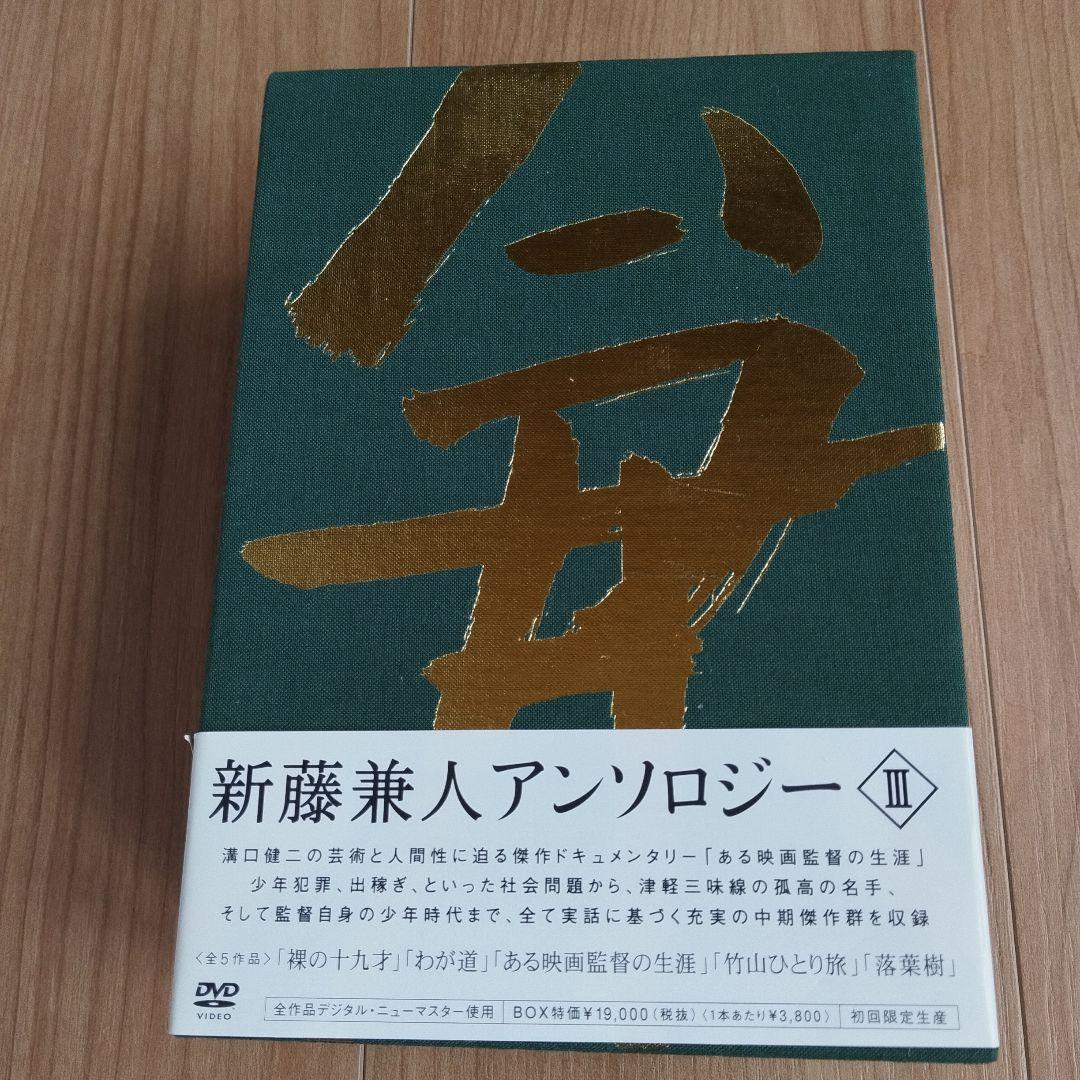 新藤兼人アンソロジー III
溝口健二の芸術と人間性に迫る傑作ドキュメンタリー「ある映画監督の生涯」
少年犯罪、出稼ぎ、といった社会問題から、津軽三味線の孤高の名手、
そして監督自身の少年時代まで、全て実話に基づく充実の中期傑作群を収録
〈全5作品〉「裸の十九才」「わが道」「ある映画監督の生涯」「竹山ひとり旅」「落葉樹」
DVD
VIDEO
全作品デジタル・ニューマスター使用 BOX特価¥19,000(税抜)〈1本あたり¥3,800〉 初回限定生産